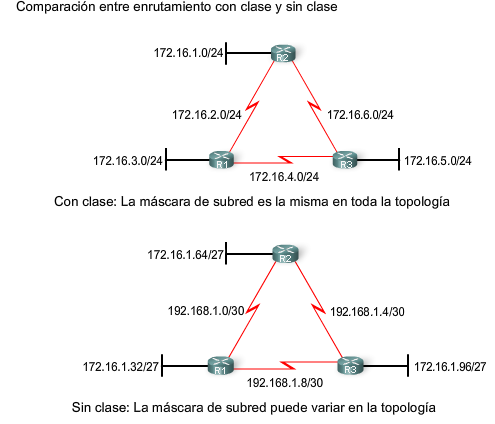 Comparación entre enrutamiento con clase y sin clase
172.16.1.0/24
R2
172.16.2.0/24
172.16.6.0/24
172.16.3.0/24
R1
R3
172.16.5.0/24
172.16.4.0/24
Con clase: La máscara de subred es la misma en toda la topología
172.16.1.64/27
R2
192.168.1.0/30
192.168.1.4/30
172.16.1.32/27
R1
R3
172.16.1.96/27
192.168.1.8/30
Sin clase: La máscara de subred puede variar en la topología